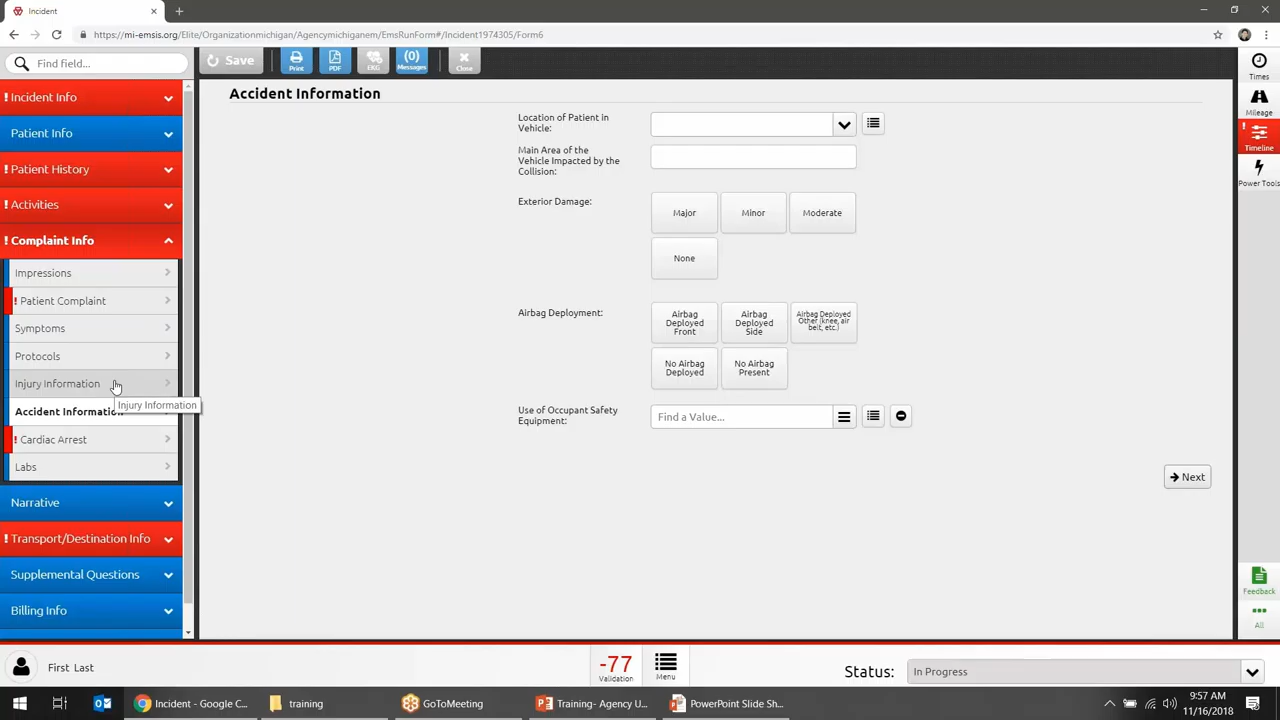 Incident
https://mi-emsis.org/Elite/Organizationmichigan/Agencymichiganem/EmsRunForm#/Incident1974305/Form6
Find field...
Save
Print
PDF
EKG
(0)
Messages
Close
Times
Mileage
! Timeline
Power Tools
! Incident Info
Patient Info
! Patient History
! Activities
! Complaint Info
Impressions
! Patient Complaint
Symptoms
Protocols
Injury Information
Injury Information
Accident Information
! Cardiac Arrest
Labs
Narrative
! Transport/Destination Info
Supplemental Questions
Billing Info
Accident Information
Location of Patient in
Vehicle:
Main Area of the
Vehicle Impacted by the
Collision:
Exterior Damage:
Major
Minor
Moderate
None
Airbag Deployment:
Airbag
Deployed
Front
Airbag
Deployed
Side
Airbag Deployed
Other (knee, air
belt, etc.)
No Airbag
Deployed
No Airbag
Present
Use of Occupant Safety
Equipment:
Find a Value...
Next
Feedback
All
First Last
-77
Validation
Menu
Status:
In Progress
Incident - Google C...
training
GoToMeeting
Training- Agency U...
PowerPoint Slide Sh...
9:57 AM
11/16/2018